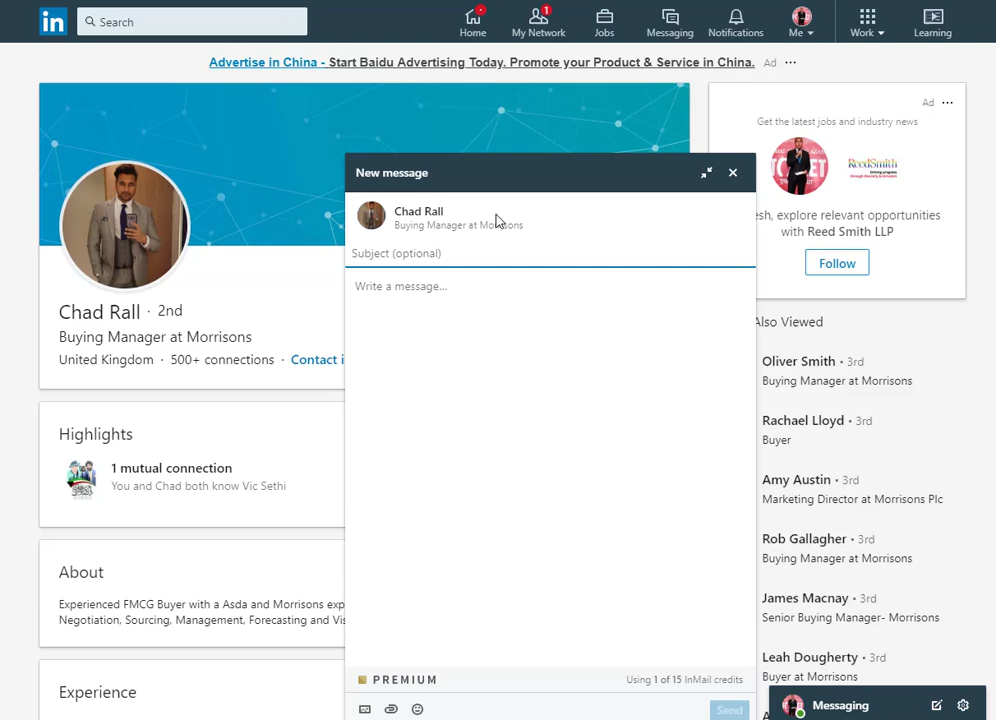 in
Search
Home
1
My Network
Jobs
Messaging
Notifications
Me
Work
Learning
Advertise in China - Start Baidu Advertising Today. Promote your Product & Service in China. Ad ...
Ad ...
Get the latest jobs and industry news
ReedSmith
esh, explore relevant opportunities
with Reed Smith LLP
Follow
Chad Rall · 2nd
Buying Manager at Morrisons
United Kingdom · 500+ connections · Contact i
Highlights
1 mutual connection
You and Chad both know Vic Sethi
About
Experienced FMCG Buyer with a Asda and Morrisons exp
Negotiation, Sourcing, Management, Forecasting and Vis
Experience
New message
Chad Rall
Buying Manager at Morrisons
Subject (optional)
Write a message...
PREMIUM
Using 1 of 15 InMail credits
Send
Also Viewed
Oliver Smith • 3rd
Buying Manager at Morrisons
Rachael Lloyd • 3rd
Buyer
Amy Austin • 3rd
Marketing Director at Morrisons Plc
Rob Gallagher • 3rd
Buying Manager at Morrisons
James Macnay • 3rd
Senior Buying Manager- Morrisons
Leah Dougherty • 3rd
Buyer at Morrisons
Messaging